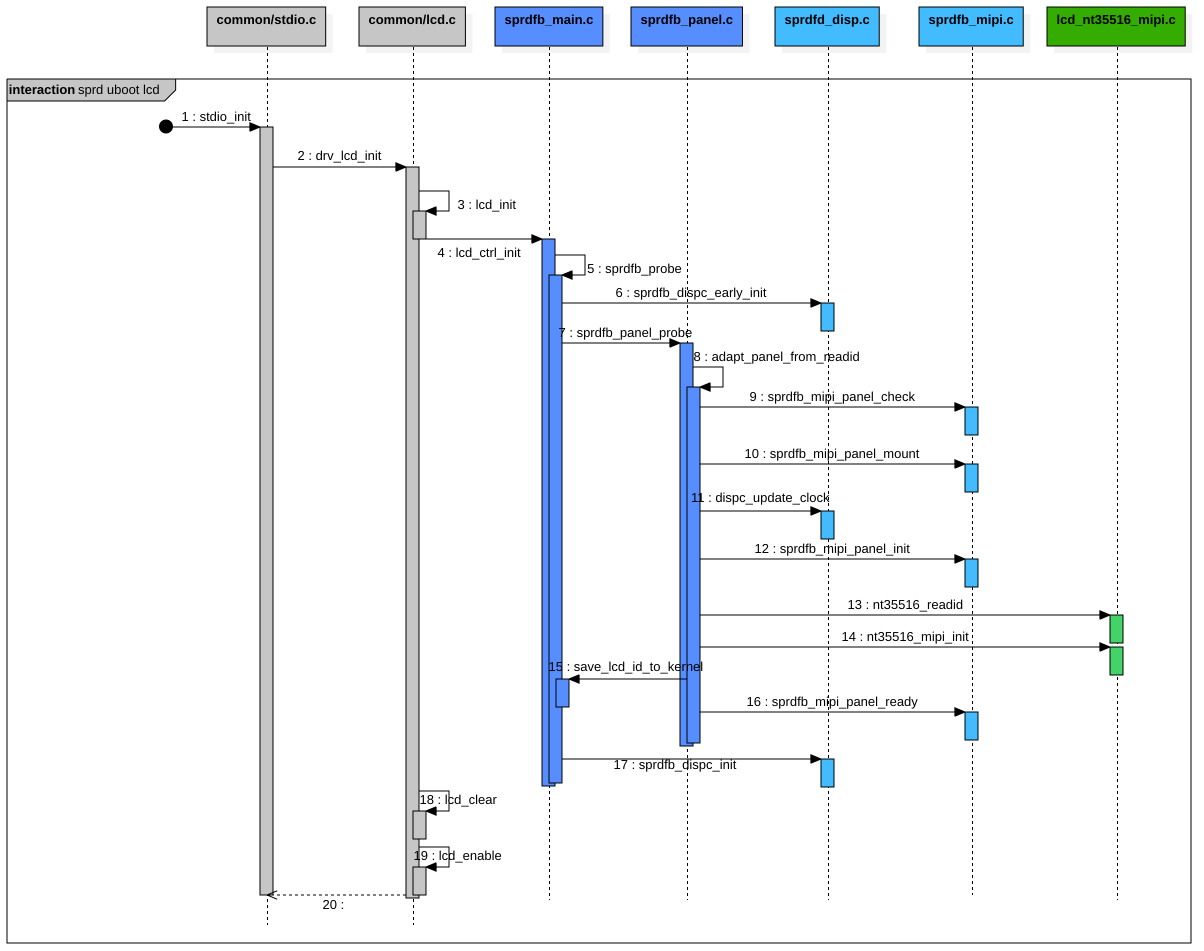 common/stdio.c
common/lcd.c
sprdfb_main.c
sprdfb_panel.c
sprdfd_disp.c
sprdfb_mipi.c
lcd_nt35516_mipi.c
interaction sprd uboot lcd
1 : stdio_init
2 : drv_lcd_init
3 : lcd_init
4 : lcd_ctrl_init
5 : sprdfb_probe
6 : sprdfb_dispc_early_init
7 : sprdfb_panel_probe
8 : adapt_panel_from_readid
9 : sprdfb_mipi_panel_check
10 : sprdfb_mipi_panel_mount
11 : dispc_update_clock
12 : sprdfb_mipi_panel_init
13 : nt35516_readid
14 : nt35516_mipi_init
15 : save_lcd_id_to_kernel
16 : sprdfb_mipi_panel_ready
17 : sprdfb_dispc_init
18 : lcd_clear
19 : lcd_enable
20 :